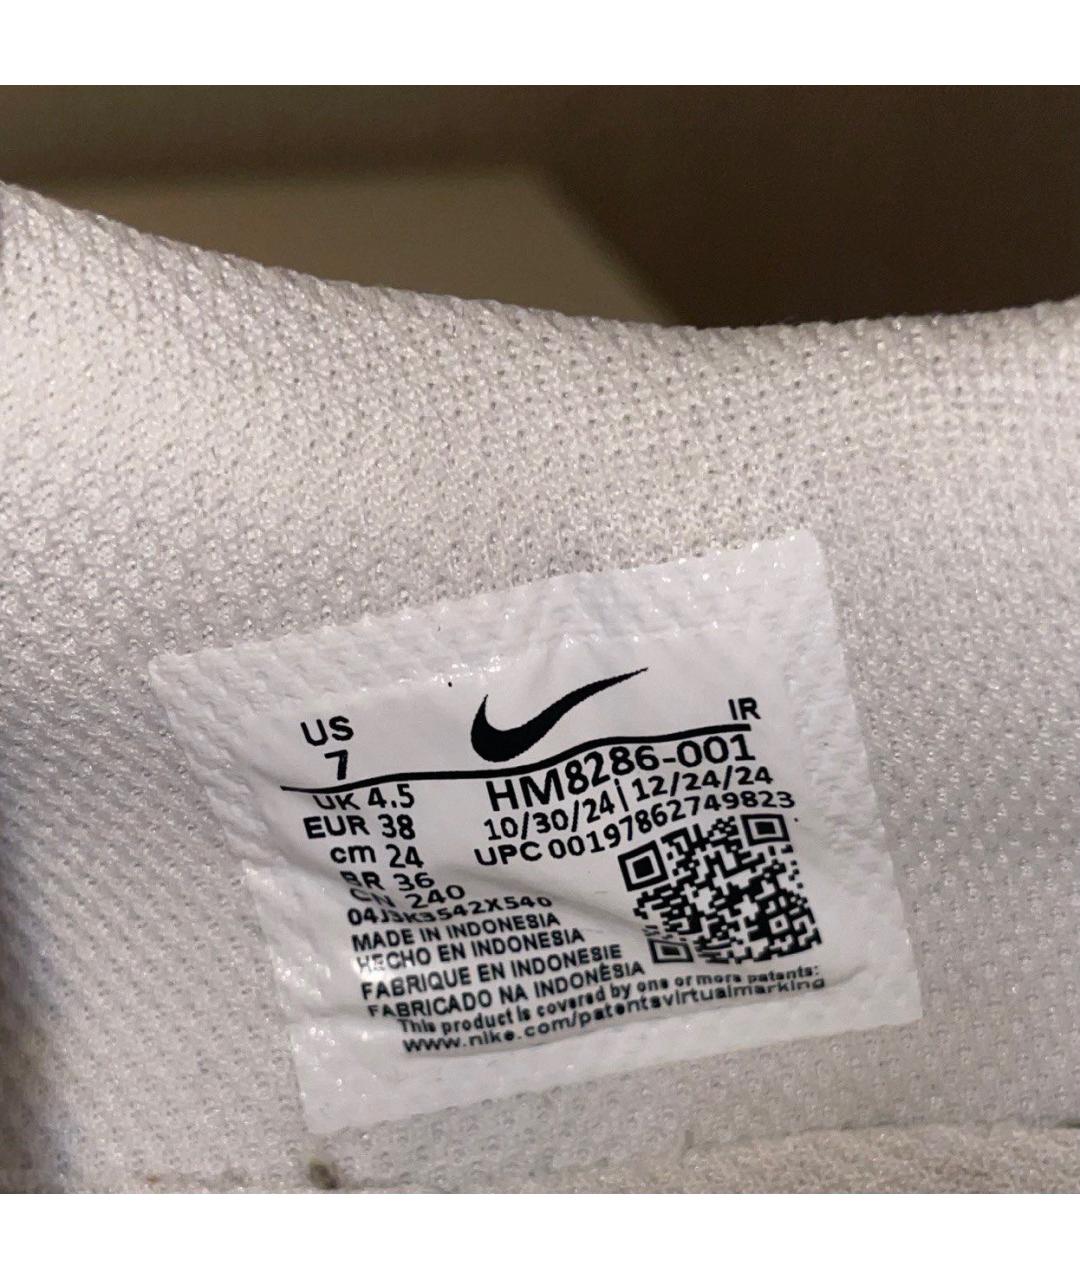 US
7
IR
UK 4.5
EUR 38
cm 24
BR 36
CN 240
HM8286-001
10/30/24|12/24/24
UPC 00197862749823
04J3K3542X540
MADE IN INDONESIA
HECHO EN INDONESIA
FABRIQUE EN INDONESIE
FABRICADO NA INDONÉSIA
This product is covered by one or more patents:
www.nike.com/patentsvirtualmarking